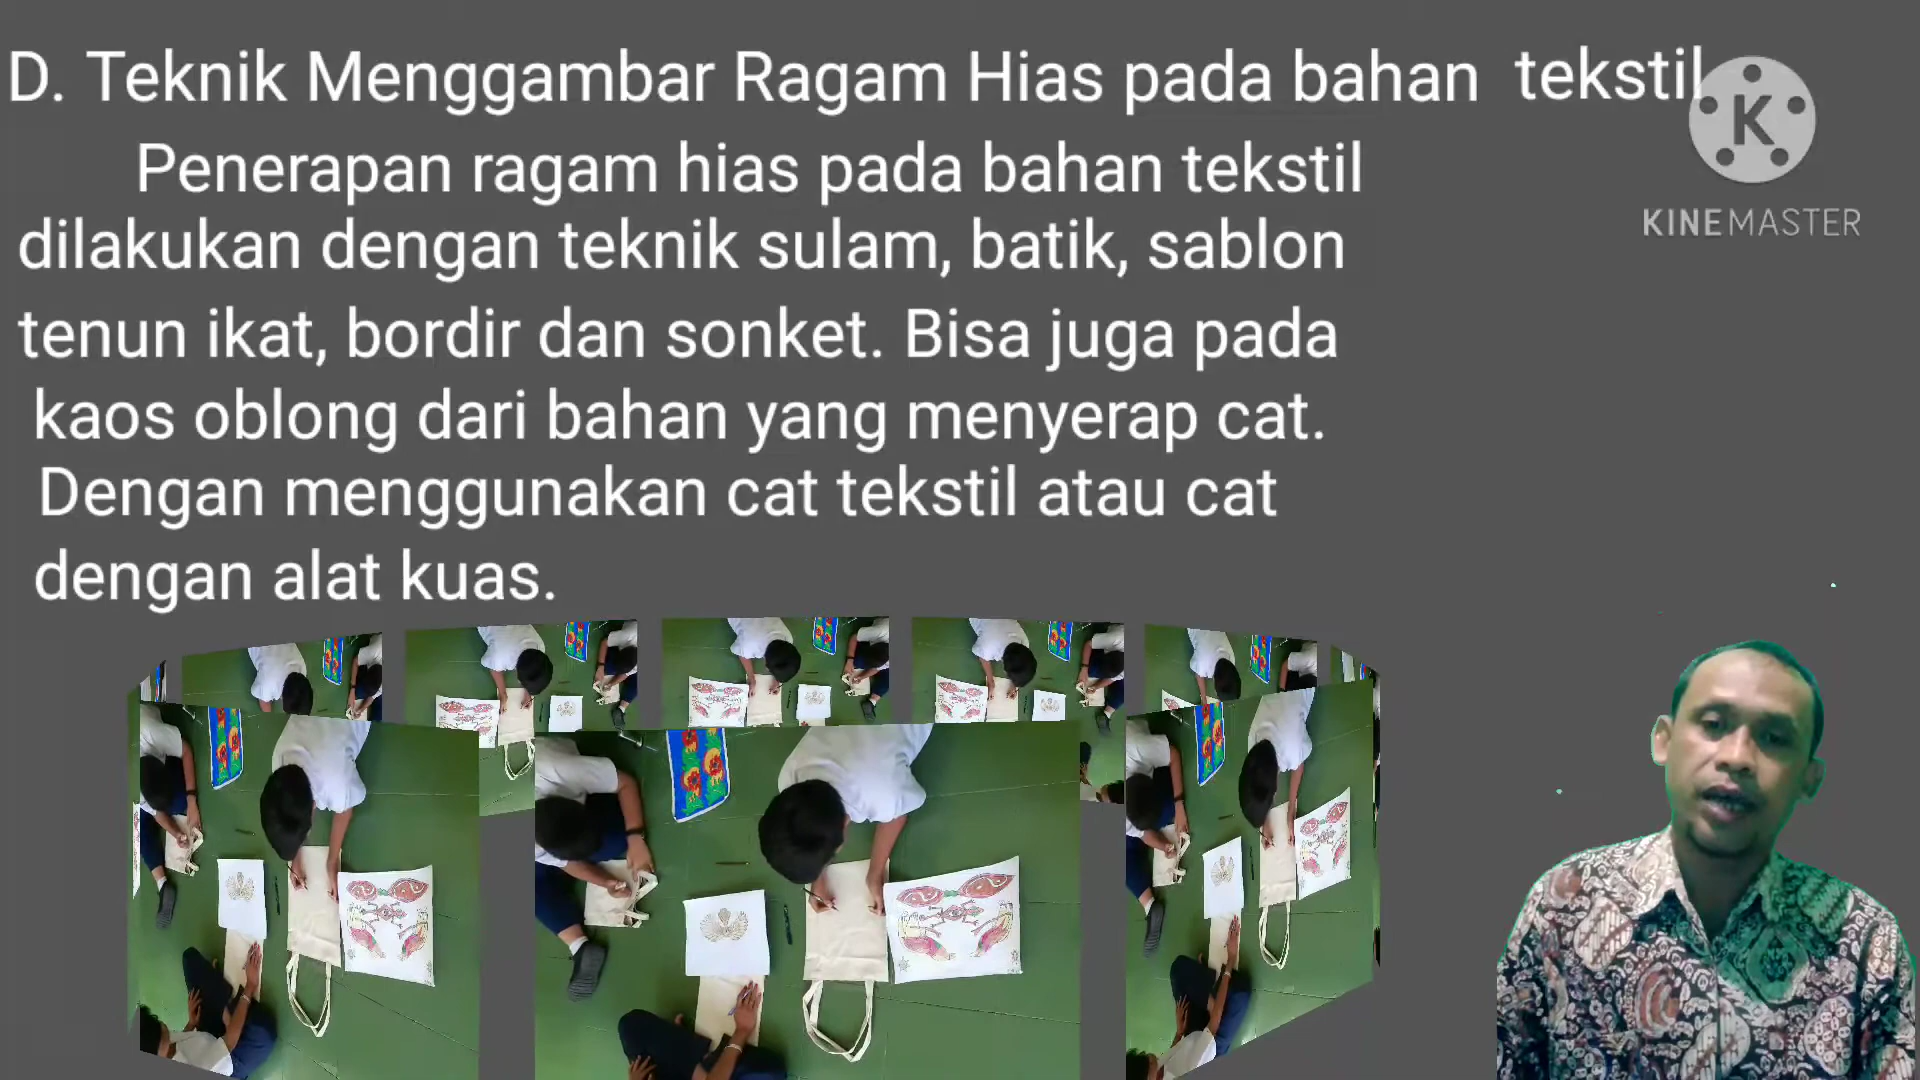 D. Teknik Menggambar Ragam Hias pada bahan tekstil
Penerapan ragam hias pada bahan tekstil
dilakukan dengan teknik sulam, batik, sablon
tenun ikat, bordir dan sonket. Bisa juga pada
kaos oblong dari bahan yang menyerap cat.
Dengan menggunakan cat tekstil atau cat
dengan alat kuas.
K
KINEMASTER